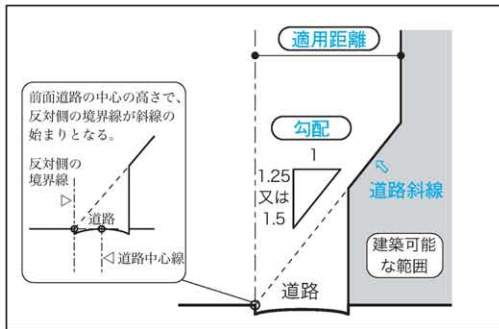 適用距離
前面道路の中心の高さで、
反対側の境界線が斜線の
始まりとなる。
反対側の
境界線
道路
道路中心線
勾配
1
1.25
又は
1.5
道路斜線
建築可能
な範囲
道路